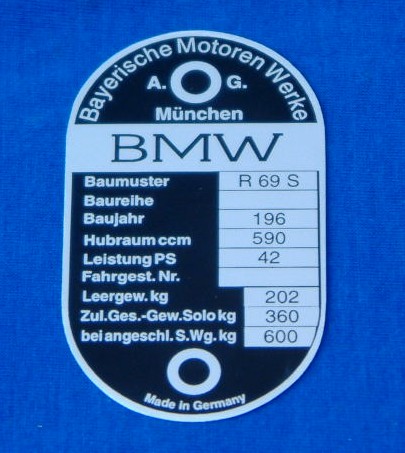 Bayerische Motoren Werke
A. G.
München
BMW
Baumuster R 69 S
Baureihe
Baujahr 196
Hubraum ccm 590
Leistung PS 42
Fahrgest. Nr.
Leergew. kg 202
Zul.Ges.-Gew.Solo kg 360
bei angeschl.S.Wg. kg 600
Made in Germany